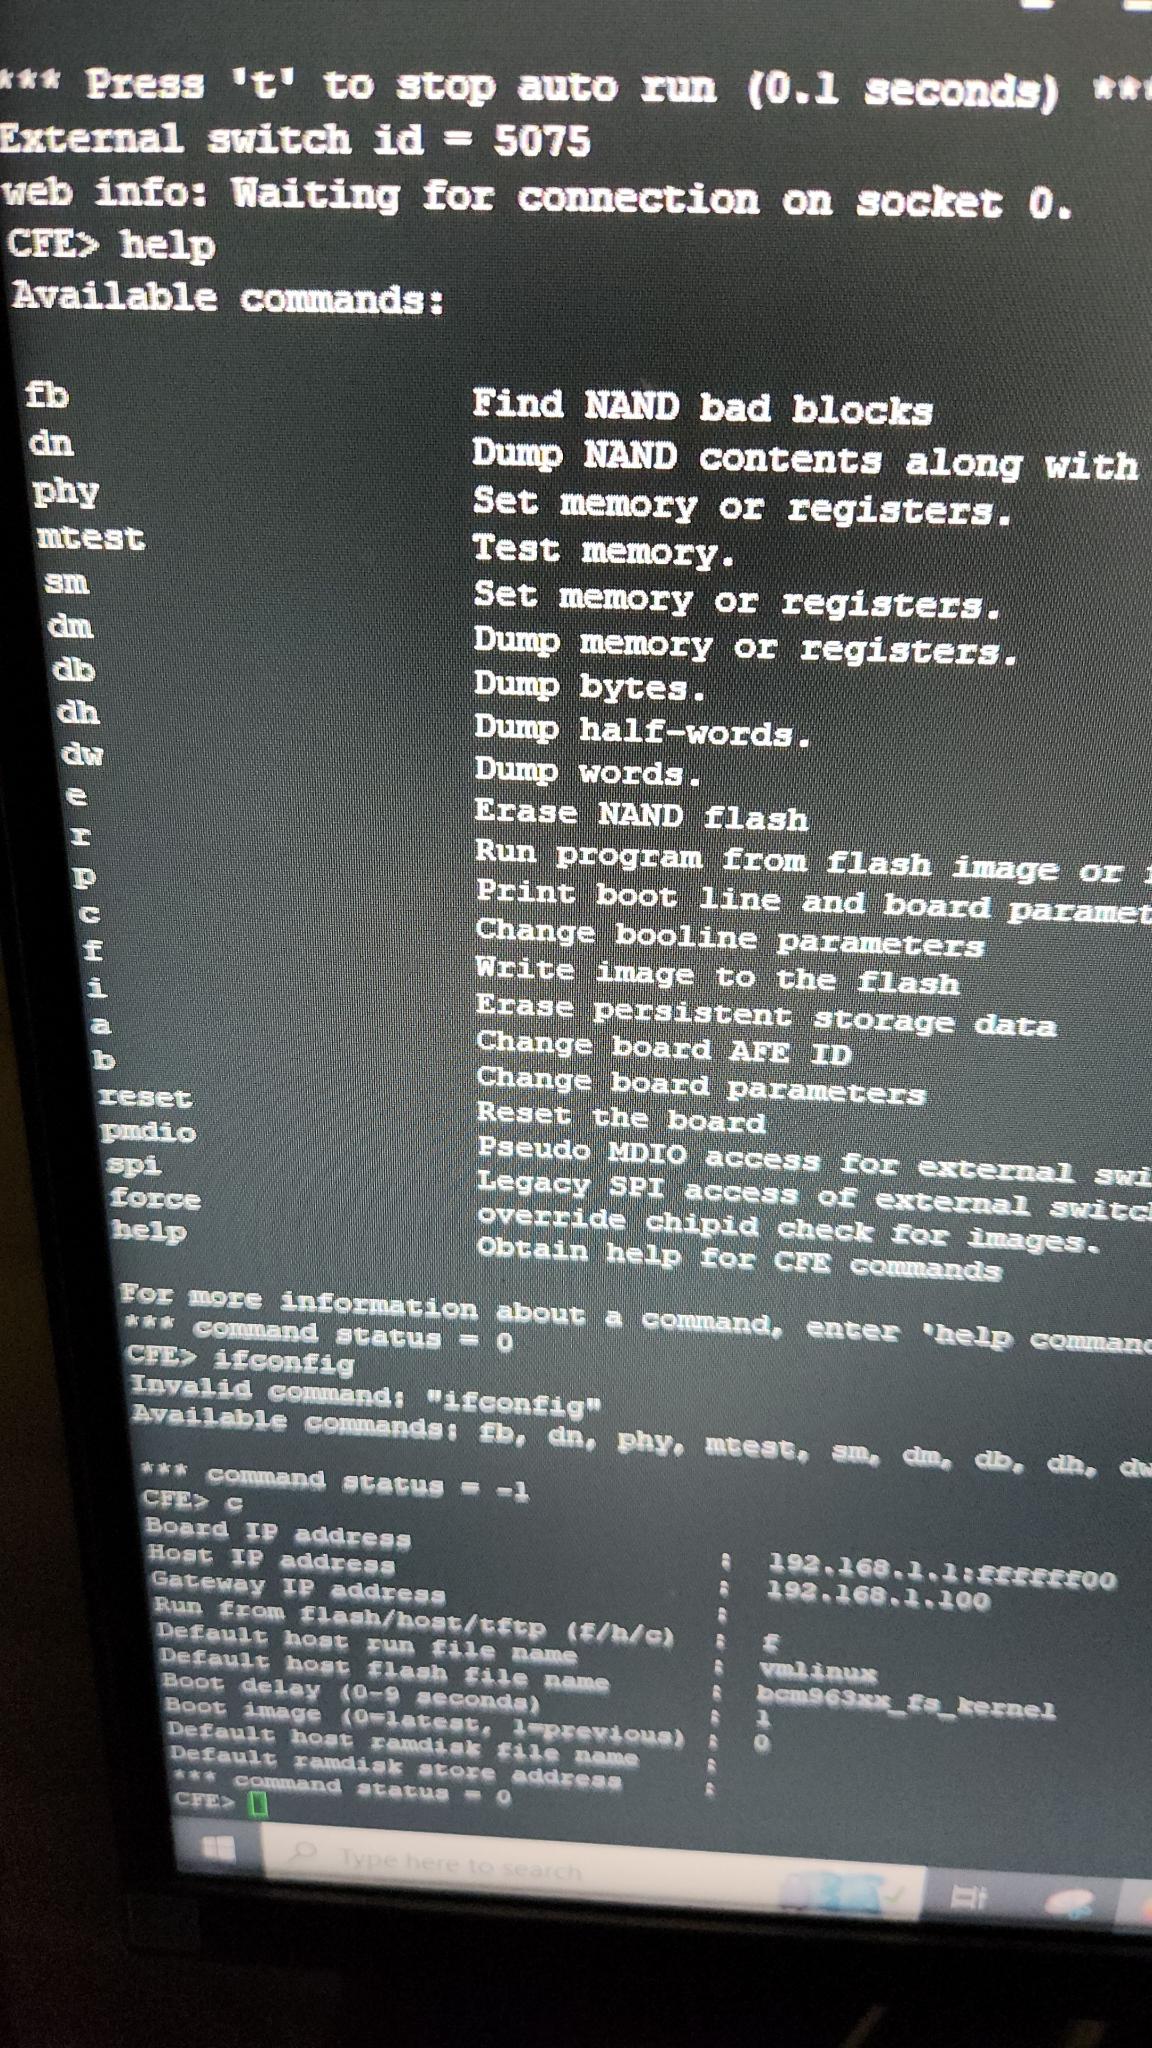 *** Press 't' to stop auto run (0.1 seconds) ***
External switch id = 5075
web info: Waiting for connection on socket 0.
CFE> help
Available commands:
fb Find NAND bad blocks
dn Dump NAND contents along with
phy Set memory or registers.
mtest Test memory.
sm Set memory or registers.
dm Dump memory or registers.
db Dump bytes.
dh Dump half-words.
dw Dump words.
e Erase NAND flash
r Run program from flash image or
p Print boot line and board paramet
c Change booline parameters
f Write image to the flash
i Erase persistent storage data
a Change board AFE ID
b Change board parameters
reset Reset the board
pmdio Pseudo MDIO access for external swi
spi Legacy SPI access of external switc
force override chipid check for images.
help Obtain help for CFE commands
For more information about a command, enter 'help command
*** command status = 0
CFE> ifconfig
Invalid command: "ifconfig"
Available commands: fb, dn, phy, mtest, sm, dm, db, dh, dw
*** command status = -1
CFE> c
Board IP address : 192.168.1.1:ffffff00
Host IP address : 192.168.1.100
Gateway IP address :
Run from flash/host/tftp (f/h/c) : f
Default host run file name : vmlinux
Default host flash file name : bcm963xx_fs_kernel
Boot delay (0-9 seconds) : 1
Boot image (0=latest, 1=previous) : 0
Default host ramdisk file name :
Default ramdisk store address :
*** command status = 0
CFE>
Type here to search